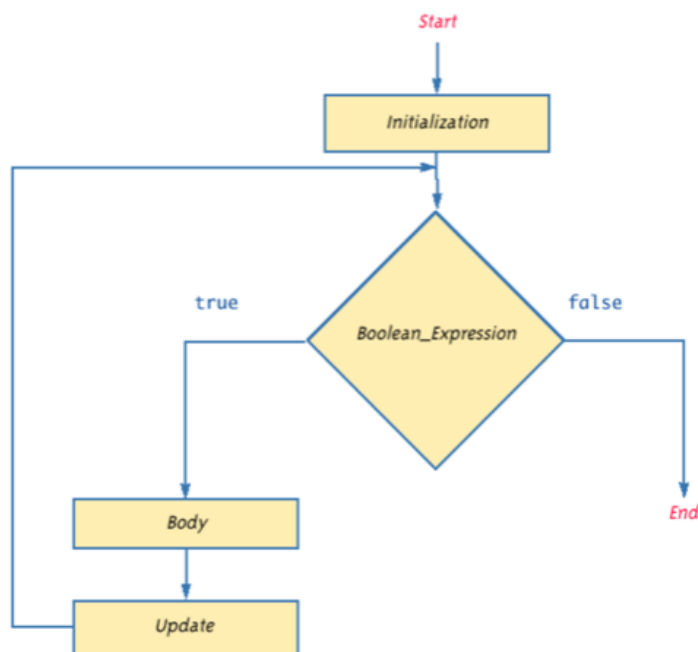 Start
Initialization
true
false
Boolean_Expression
Body
End
Update